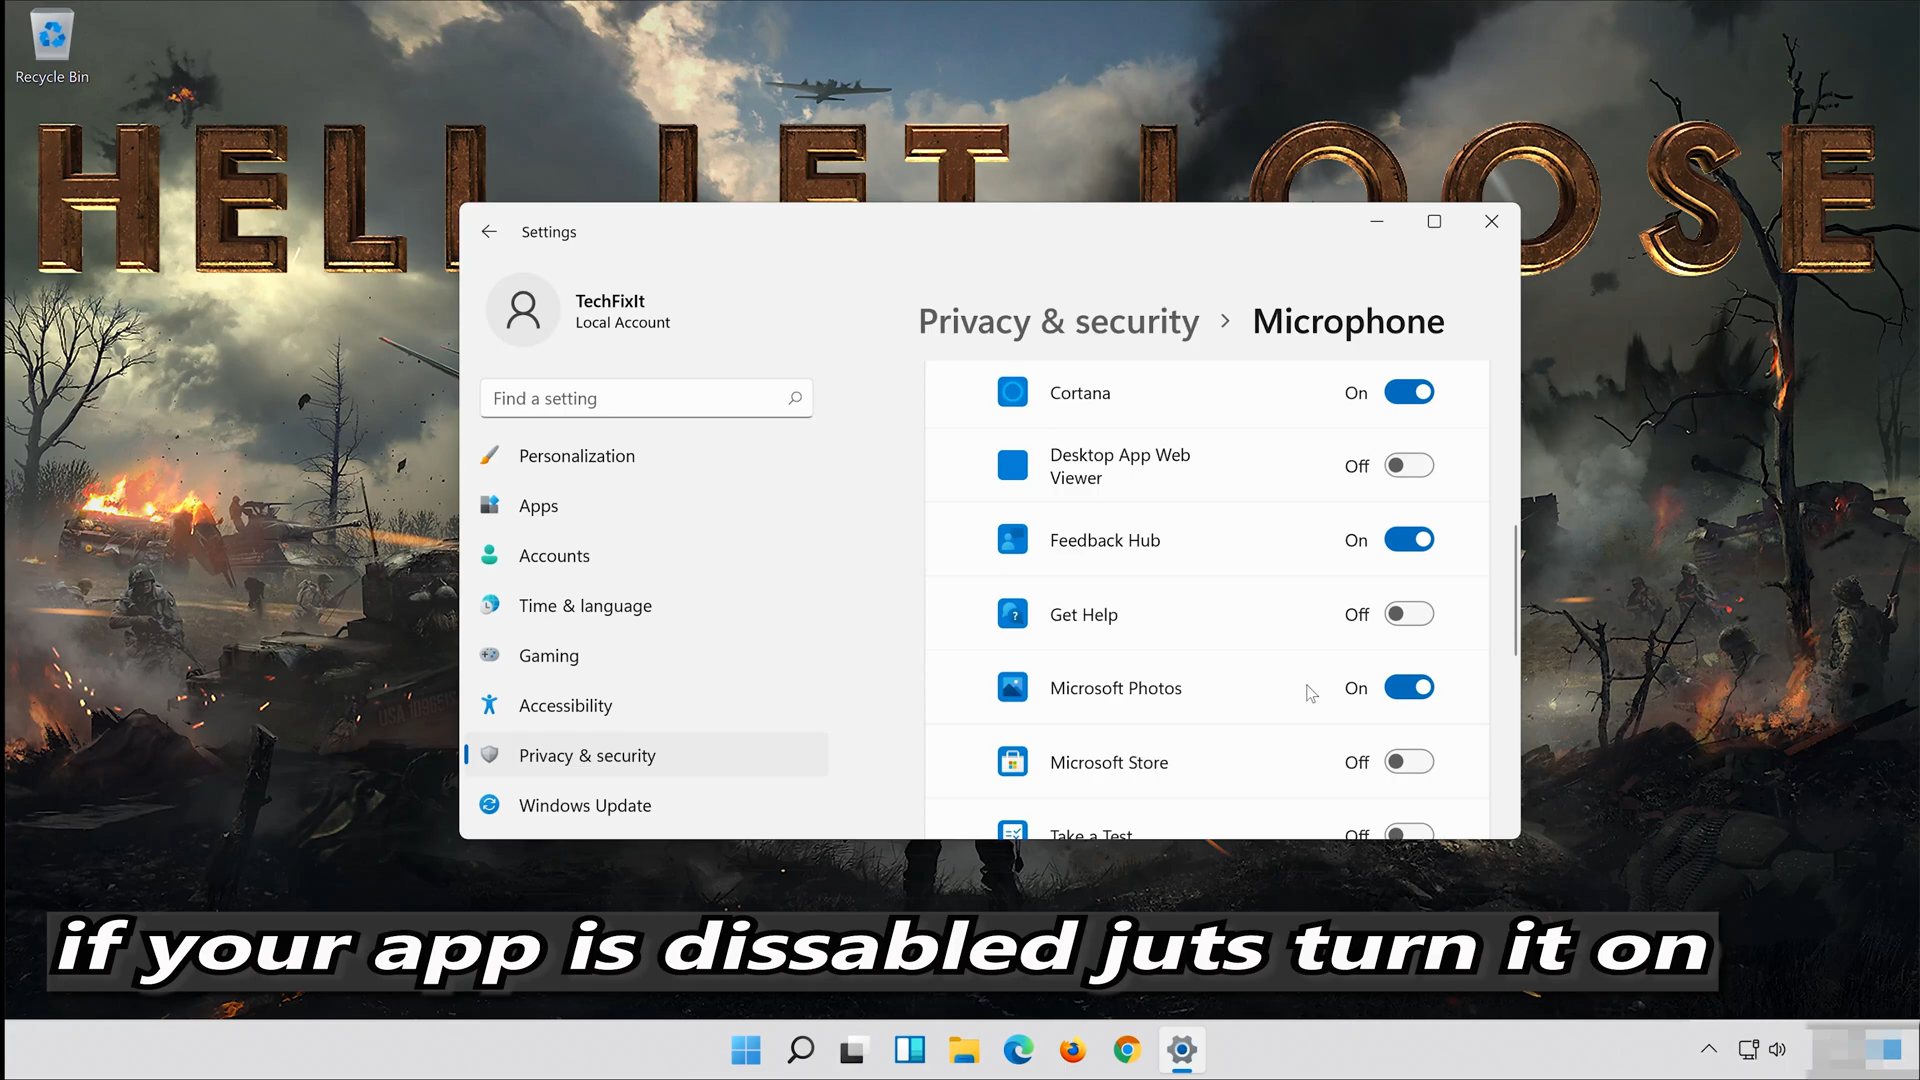 Recycle Bin
HELL LET LOOSE
Settings
TechFixIt
Local Account
Find a setting
Personalization
Apps
Accounts
Time & language
Gaming
Accessibility
Privacy & security
Windows Update
Privacy & security > Microphone
Cortana On
Desktop App Web Viewer Off
Feedback Hub On
Get Help Off
Microsoft Photos On
Microsoft Store Off
Take a Test Off
if your app is dissabled juts turn it on